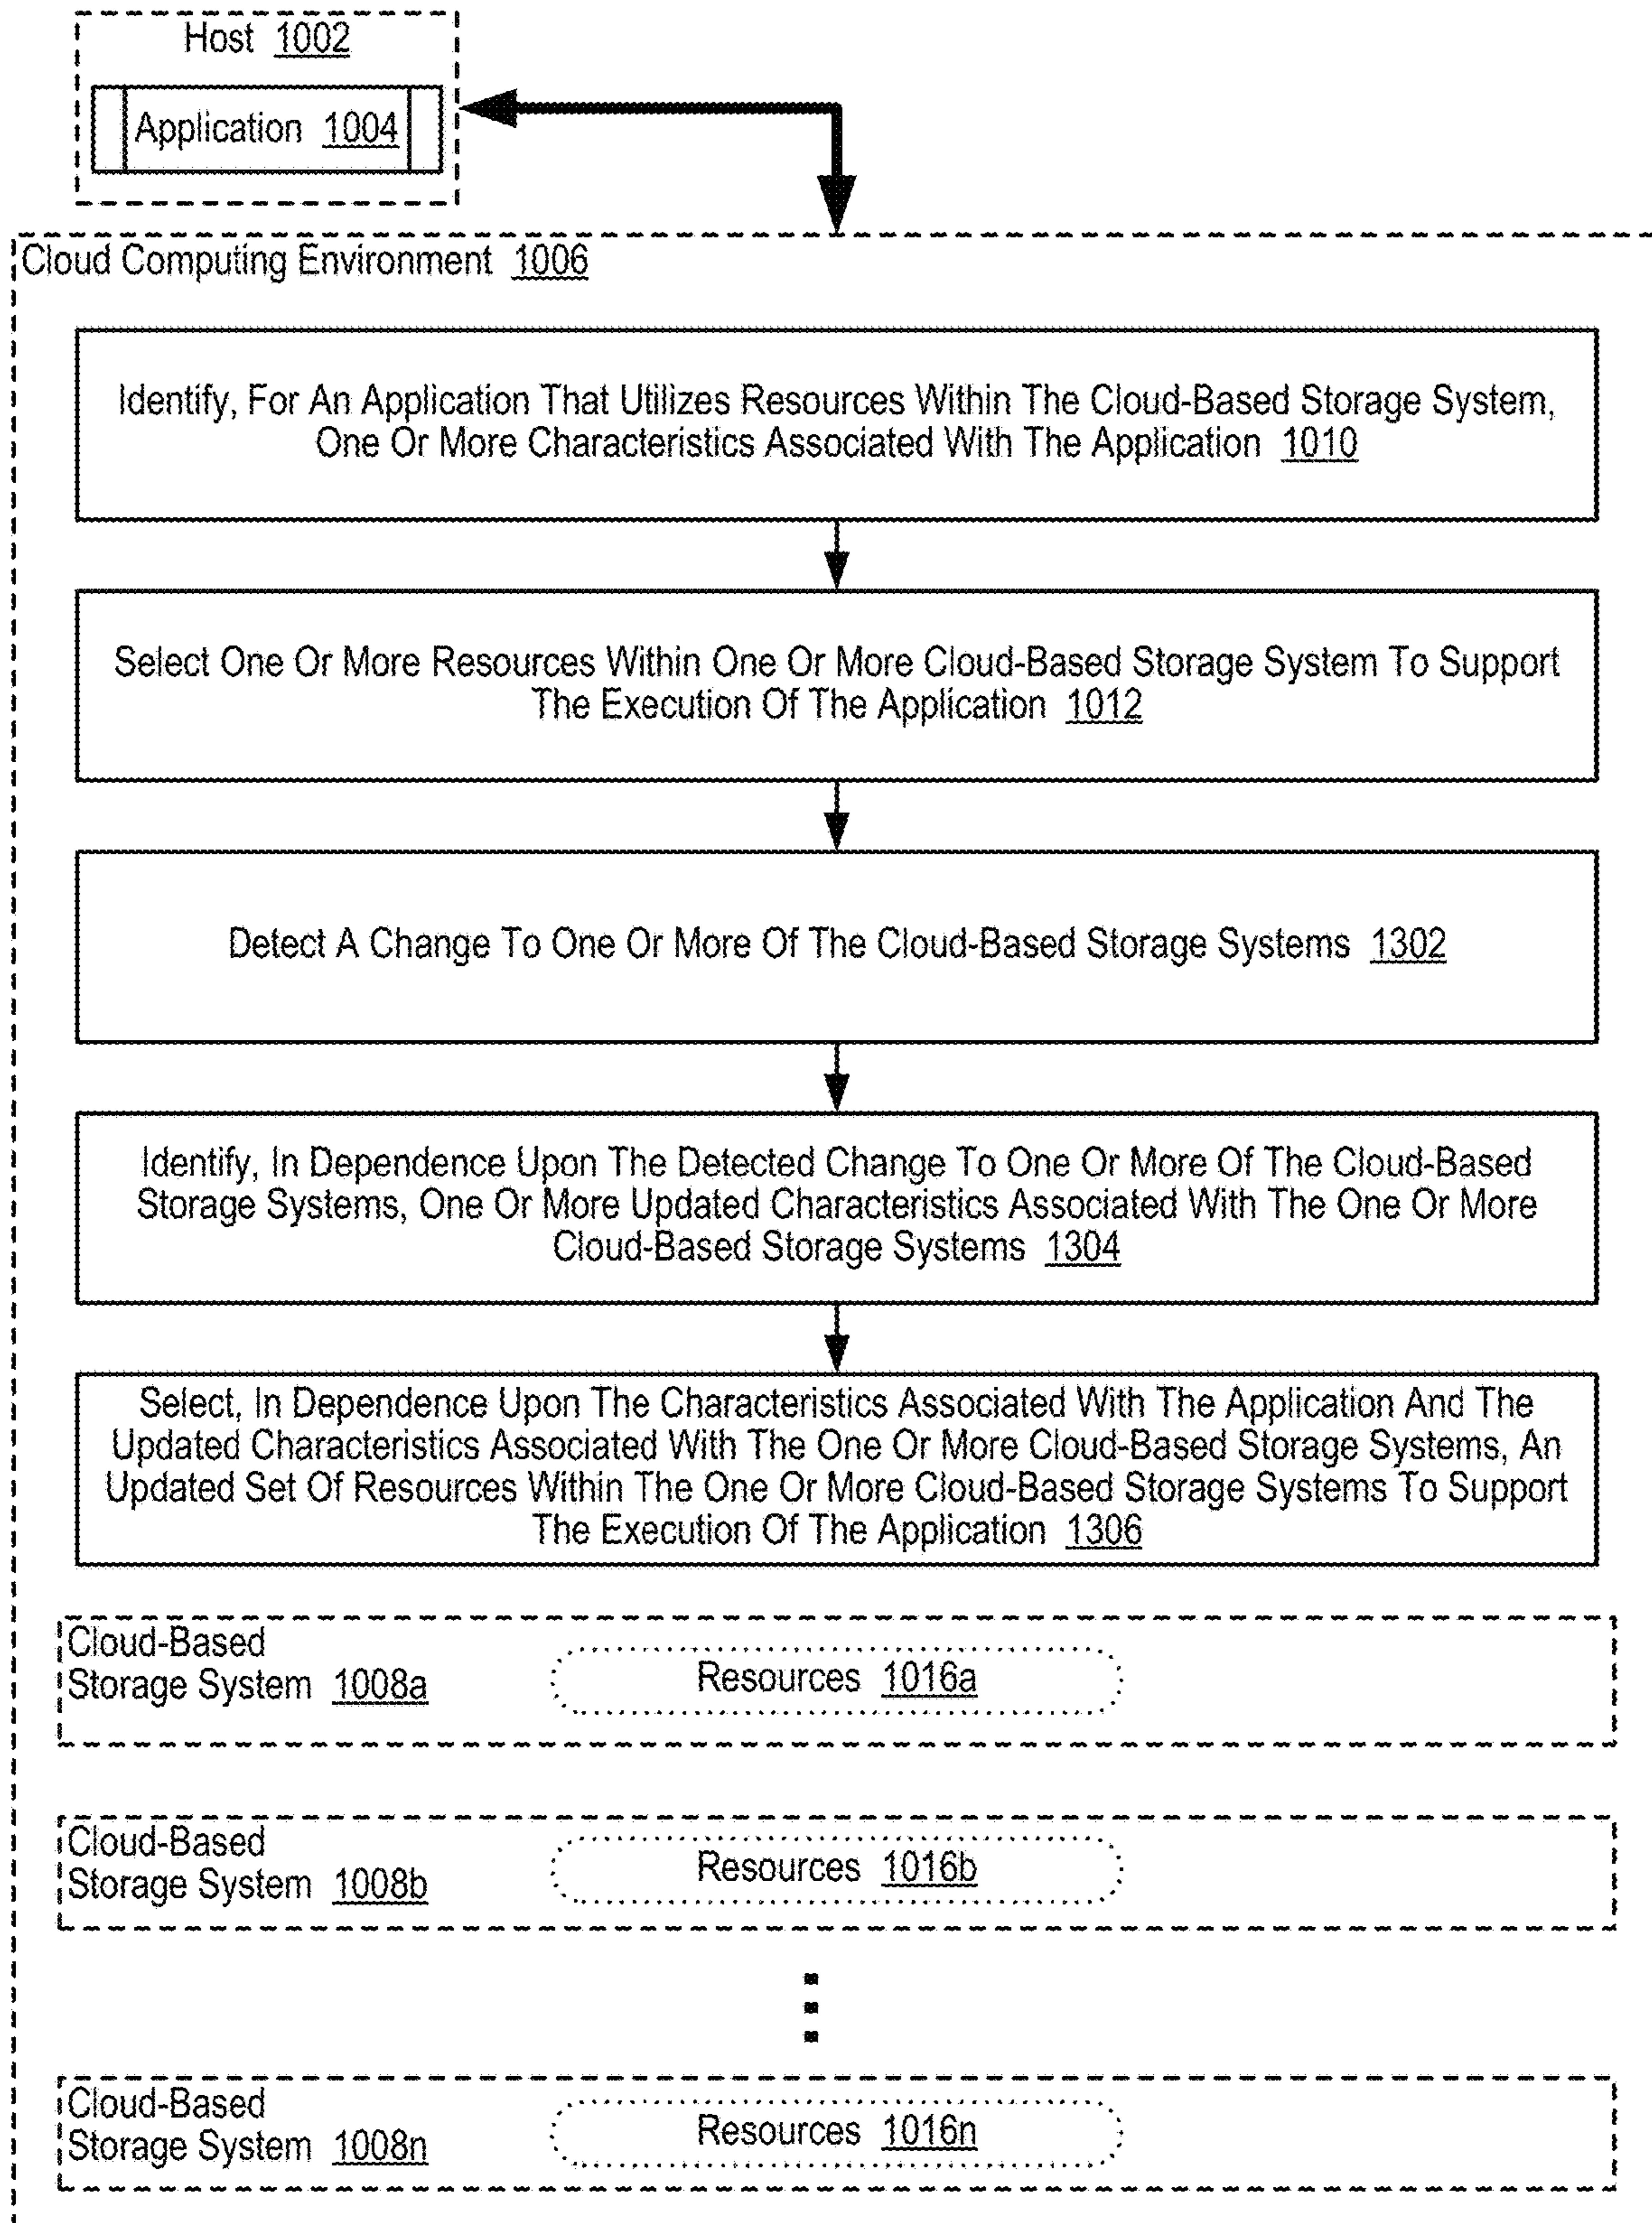 Host 1002
Application 1004
Cloud Computing Environment 1006
Identify, For An Application That Utilizes Resources Within The Cloud-Based Storage System,
One Or More Characteristics Associated With The Application 1010
Select One Or More Resources Within One Or More Cloud-Based Storage System To Support
The Execution Of The Application 1012
Detect A Change To One Or More Of The Cloud-Based Storage Systems 1302
Identify, In Dependence Upon The Detected Change To One Or More Of The Cloud-Based
Storage Systems, One Or More Updated Characteristics Associated With The One Or More
Cloud-Based Storage Systems 1304
Select, In Dependence Upon The Characteristics Associated With The Application And The
Updated Characteristics Associated With The One Or More Cloud-Based Storage Systems, An
Updated Set Of Resources Within The One Or More Cloud-Based Storage Systems To Support
The Execution Of The Application 1306
Cloud-Based
Storage System 1008a
Resources 1016a
Cloud-Based
Storage System 1008b
Resources 1016b
Cloud-Based
Storage System 1008n
Resources 1016n